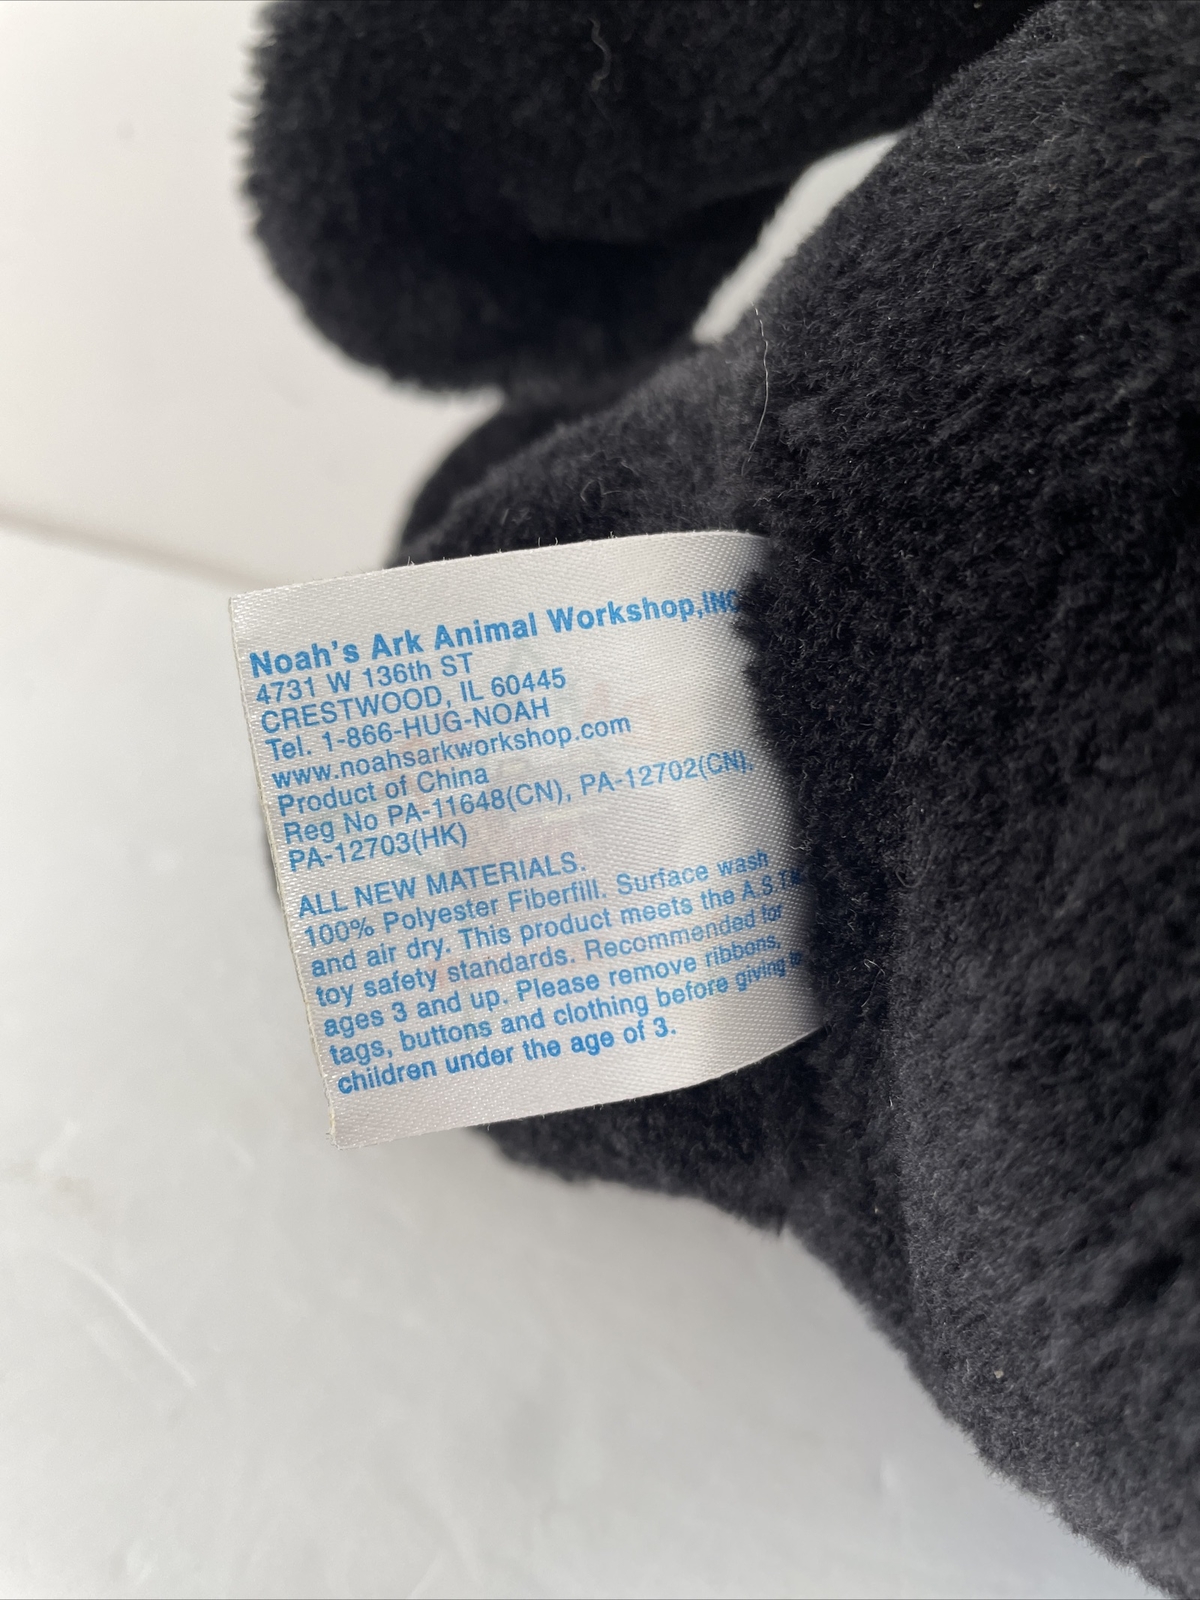 Noah's Ark Animal Workshop,INC
4731 W 136th ST
CRESTWOOD, IL 60445
Tel. 1-866-HUG-NOAH
www.noahsarkworkshop.com
Product of China
Reg No PA-11648(CN), PA-12702(CN),
PA-12703(HK)
ALL NEW MATERIALS.
100% Polyester Fiberfill. Surface wash
and air dry. This product meets the A.S.T.M
toy safety standards. Recommended for
ages 3 and up. Please remove ribbons,
tags, buttons and clothing before giving
children under the age of 3.